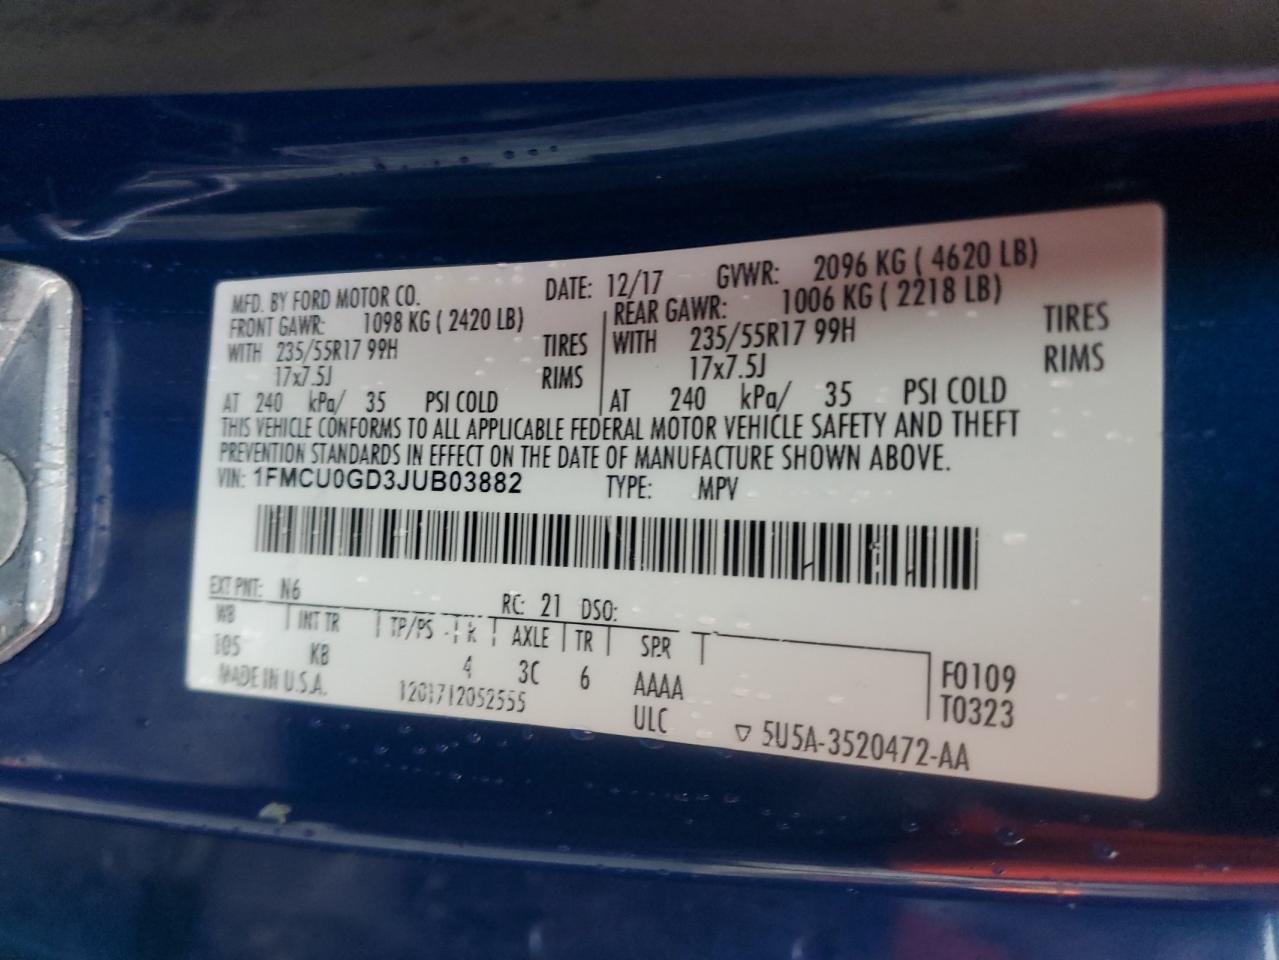 MFD. BY FORD MOTOR CO. DATE: 12/17 GVWR: 2096 KG ( 4620 LB)
FRONT GAWR: 1098 KG ( 2420 LB) REAR GAWR: 1006 KG ( 2218 LB)
WITH 235/55R17 99H TIRES WITH 235/55R17 99H TIRES
17x7.5J RIMS 17x7.5J RIMS
AT 240 kPa/ 35 PSI COLD AT 240 kPa/ 35 PSI COLD
THIS VEHICLE CONFORMS TO ALL APPLICABLE FEDERAL MOTOR VEHICLE SAFETY AND THEFT
PREVENTION STANDARDS IN EFFECT ON THE DATE OF MANUFACTURE SHOWN ABOVE.
VIN: 1FMCU0GD3JUB03882 TYPE: MPV
EXT PNT: N6 RC: 21 DSO:
WB INT TR TP/PS R AXLE TR SPR
105 KB 4 3C 6 AAAA F0109
MADE IN U.S.A. 1201712052555 ULC T0323
▽ 5U5A-3520472-AA